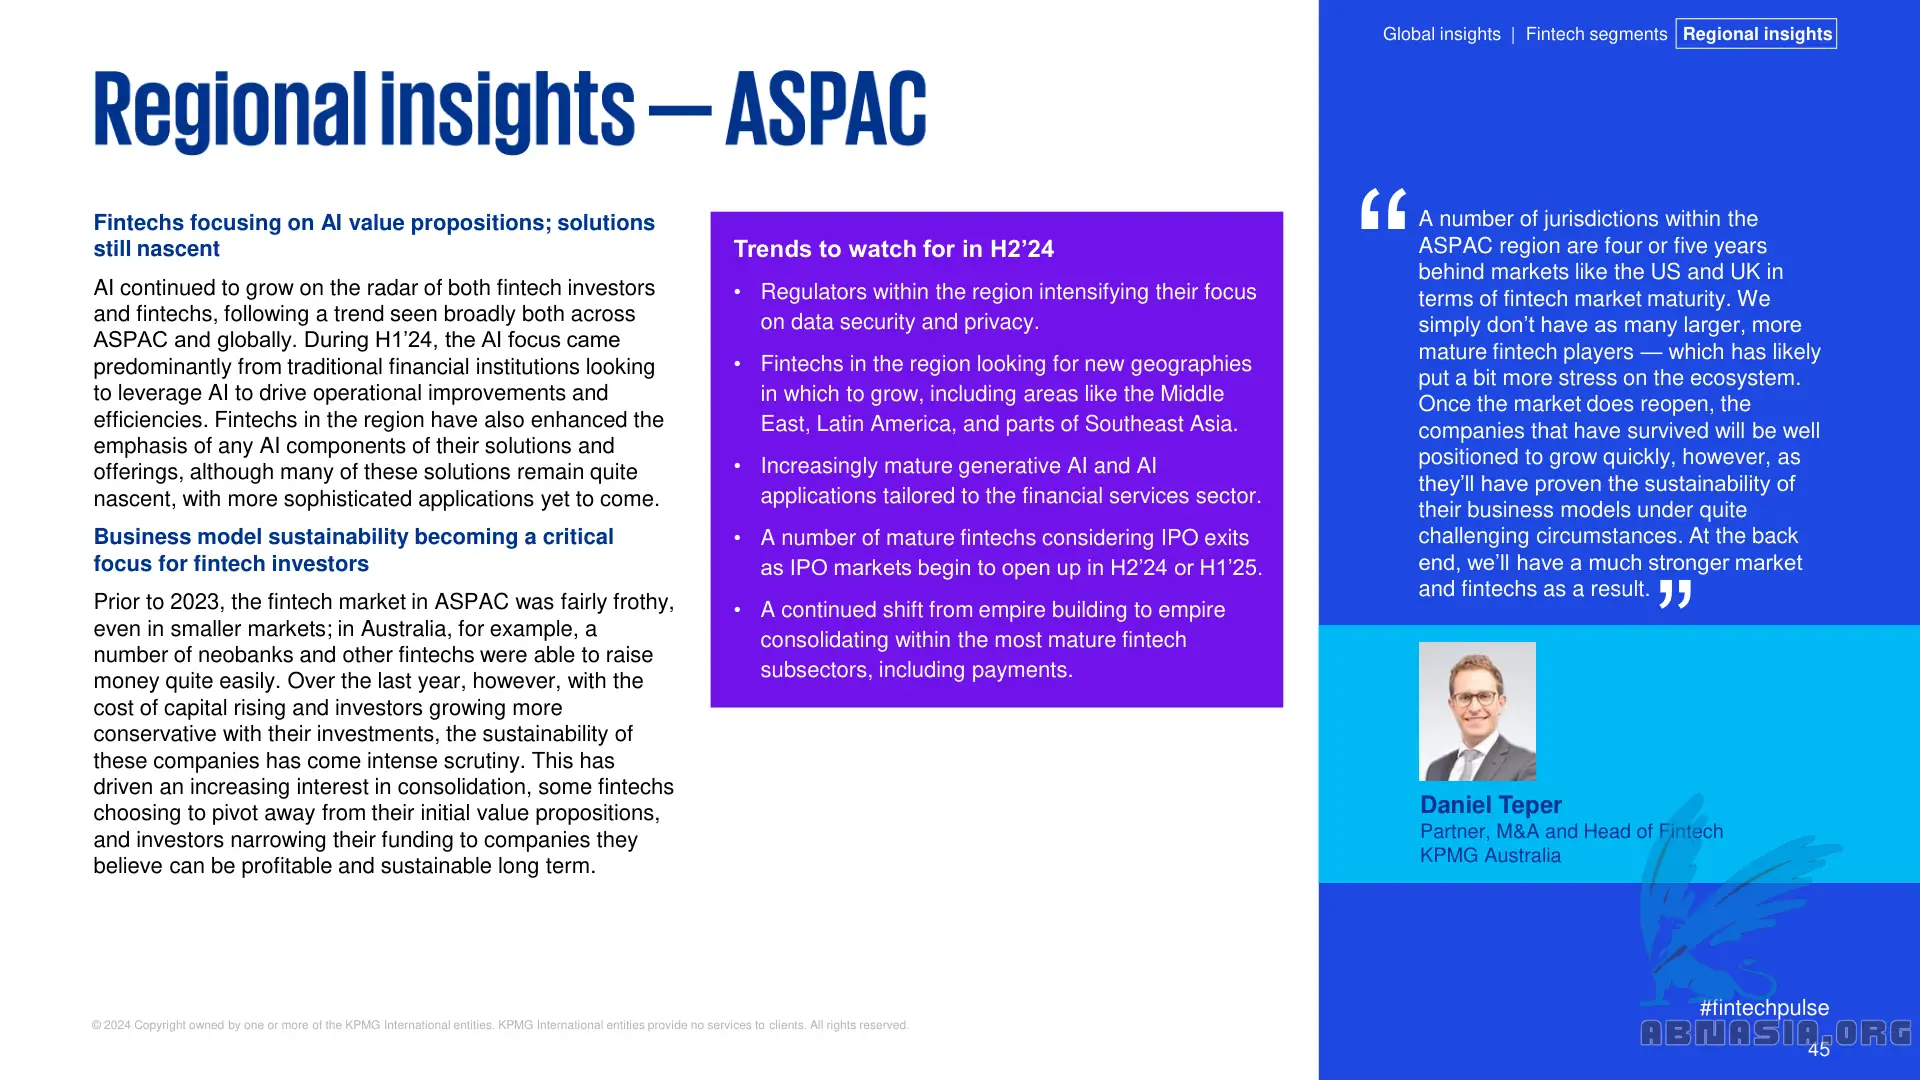 Global insights | Fintech segments Regional insights
Regional insights — ASPAC
Fintechs focusing on AI value propositions; solutions
still nascent
AI continued to grow on the radar of both fintech investors
and fintechs, following a trend seen broadly both across
ASPAC and globally. During H1’24, the AI focus came
predominantly from traditional financial institutions looking
to leverage AI to drive operational improvements and
efficiencies. Fintechs in the region have also enhanced the
emphasis of any AI components of their solutions and
offerings, although many of these solutions remain quite
nascent, with more sophisticated applications yet to come.
Business model sustainability becoming a critical
focus for fintech investors
Prior to 2023, the fintech market in ASPAC was fairly frothy,
even in smaller markets; in Australia, for example, a
number of neobanks and other fintechs were able to raise
money quite easily. Over the last year, however, with the
cost of capital rising and investors growing more
conservative with their investments, the sustainability of
these companies has come intense scrutiny. This has
driven an increasing interest in consolidation, some fintechs
choosing to pivot away from their initial value propositions,
and investors narrowing their funding to companies they
believe can be profitable and sustainable long term.
Trends to watch for in H2’24
• Regulators within the region intensifying their focus
on data security and privacy.
• Fintechs in the region looking for new geographies
in which to grow, including areas like the Middle
East, Latin America, and parts of Southeast Asia.
• Increasingly mature generative AI and AI
applications tailored to the financial services sector.
• A number of mature fintechs considering IPO exits
as IPO markets begin to open up in H2’24 or H1’25.
• A continued shift from empire building to empire
consolidating within the most mature fintech
subsectors, including payments.
“ A number of jurisdictions within the
ASPAC region are four or five years
behind markets like the US and UK in
terms of fintech market maturity. We
simply don’t have as many larger, more
mature fintech players — which has likely
put a bit more stress on the ecosystem.
Once the market does reopen, the
companies that have survived will be well
positioned to grow quickly, however, as
they’ll have proven the sustainability of
their business models under quite
challenging circumstances. At the back
end, we’ll have a much stronger market
and fintechs as a result. ”
Daniel Teper
Partner, M&A and Head of Fintech
KPMG Australia
© 2024 Copyright owned by one or more of the KPMG International entities. KPMG International entities provide no services to clients. All rights reserved.
#fintechpulse
ABNASIA.ORG
45